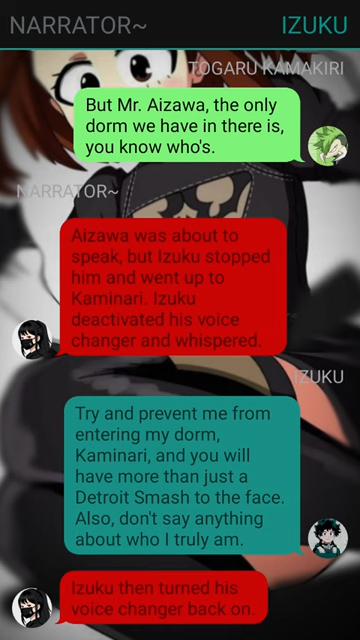 NARRATOR~ IZUKU
TOGARU KAMAKIRI
But Mr. Aizawa, the only
dorm we have in there is,
you know who's.
NARRATOR~
Aizawa was about to
speak, but Izuku stopped
him and went up to
Kaminari. Izuku
deactivated his voice
changer and whispered.
IZUKU
Try and prevent me from
entering my dorm,
Kaminari, and you will
have more than just a
Detroit Smash to the face.
Also, don't say anything
about who I truly am.
Izuku then turned his
voice changer back on.